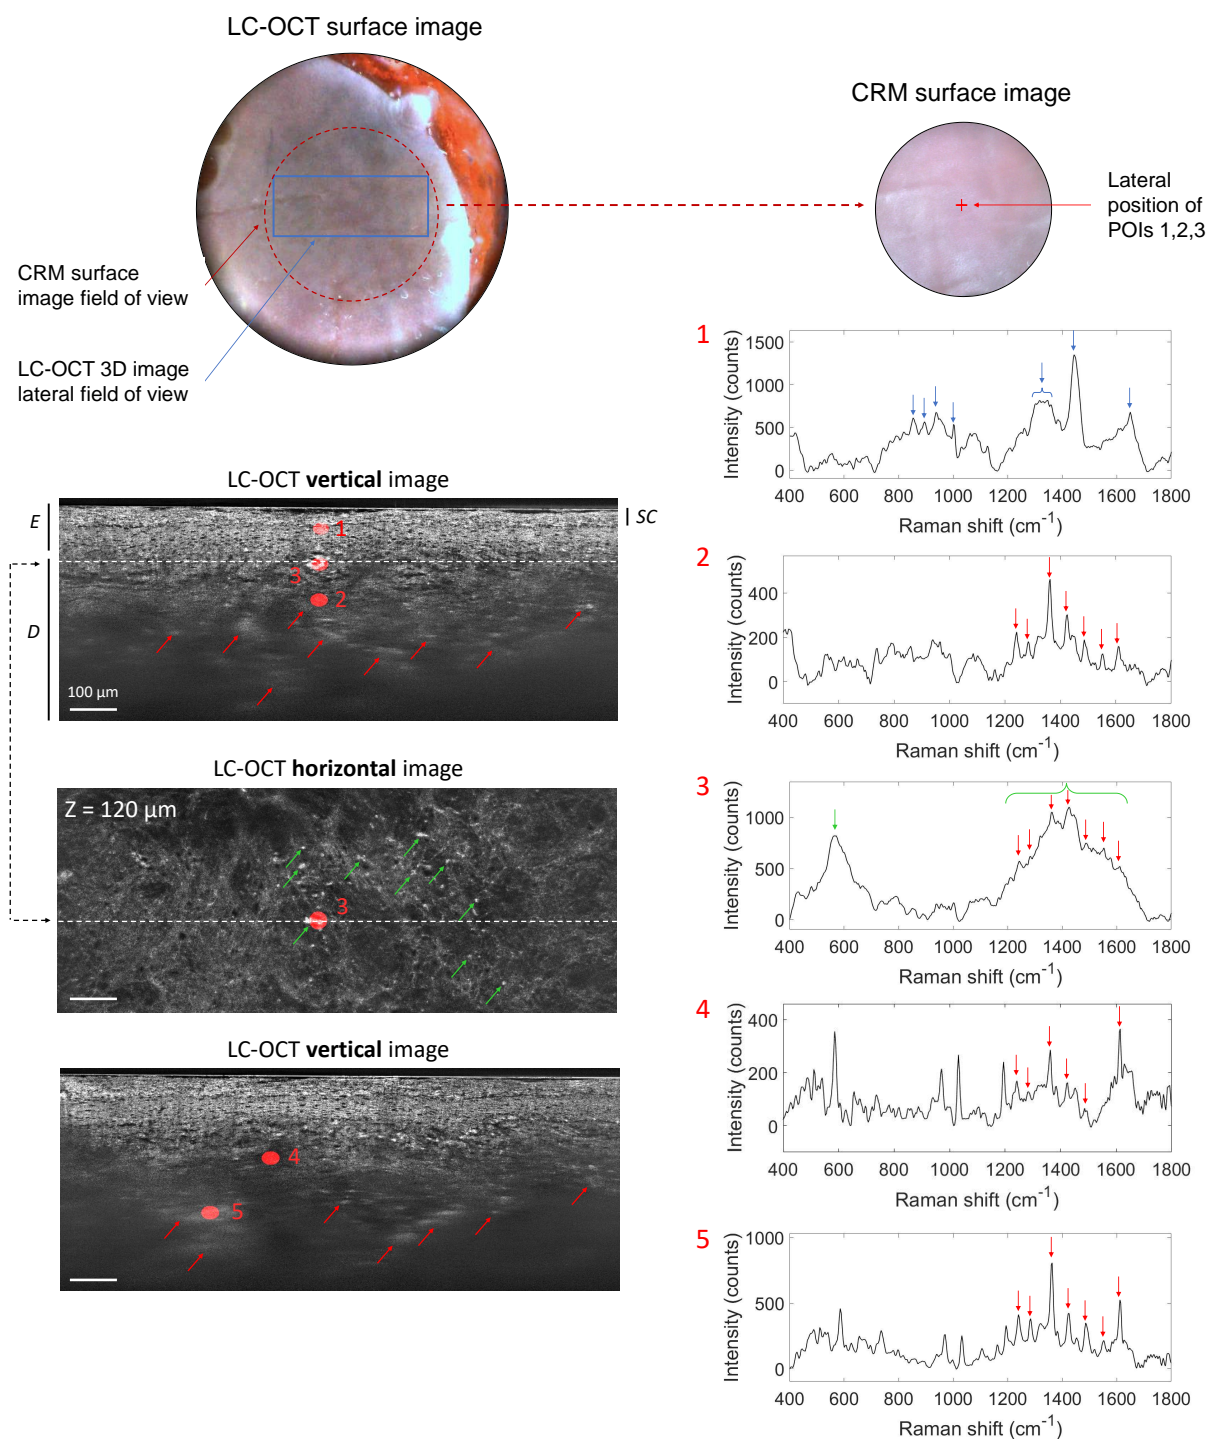 LC-OCT surface image
CRM surface image
Lateral
position of
POIs 1,2,3
CRM surface
image field of view
LC-OCT 3D image
lateral field of view
LC-OCT vertical image
E
SC
D
1
3
2
100 µm
LC-OCT horizontal image
Z = 120 µm
3
LC-OCT vertical image
4
5
1
Intensity (counts)
1500
1000
500
0
400 600 800 1000 1200 1400 1600 1800
Raman shift (cm⁻¹)
2
Intensity (counts)
400
200
0
400 600 800 1000 1200 1400 1600 1800
Raman shift (cm⁻¹)
3
Intensity (counts)
1000
500
0
400 600 800 1000 1200 1400 1600 1800
Raman shift (cm⁻¹)
4
Intensity (counts)
400
200
0
400 600 800 1000 1200 1400 1600 1800
Raman shift (cm⁻¹)
5
Intensity (counts)
1000
500
0
400 600 800 1000 1200 1400 1600 1800
Raman shift (cm⁻¹)